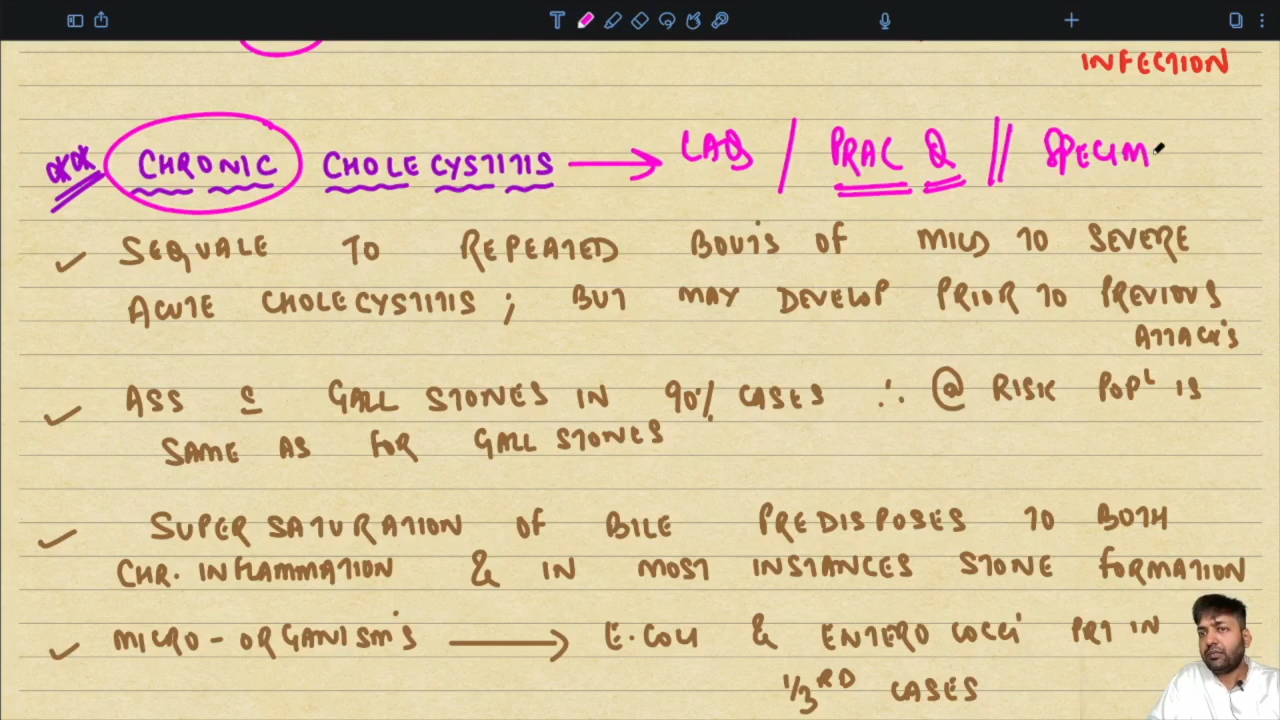 INFECTION
CHRONIC CHOLECYSTITIS → LAQ / PRAC Q // SPECIM
✓ SEQUALE TO REPEATED BOUTS OF MILD TO SEVERE
ACUTE CHOLECYSTITIS ; BUT MAY DEVELOP PRIOR TO PREVIOUS
ATTACK'S
✓ ASS c̄ GALL STONES IN 90% CASES ∴ @ RISK POPL IS
SAME AS FOR GALL STONES
✓ SUPER SATURATION OF BILE PREDISPOSES TO BOTH
CHR. INFLAMMATION & IN MOST INSTANCES STONE FORMATION
✓ MICRO-ORGANISM'S → E.COLI & ENTERO COCCI PRT IN
1/3RD CASES